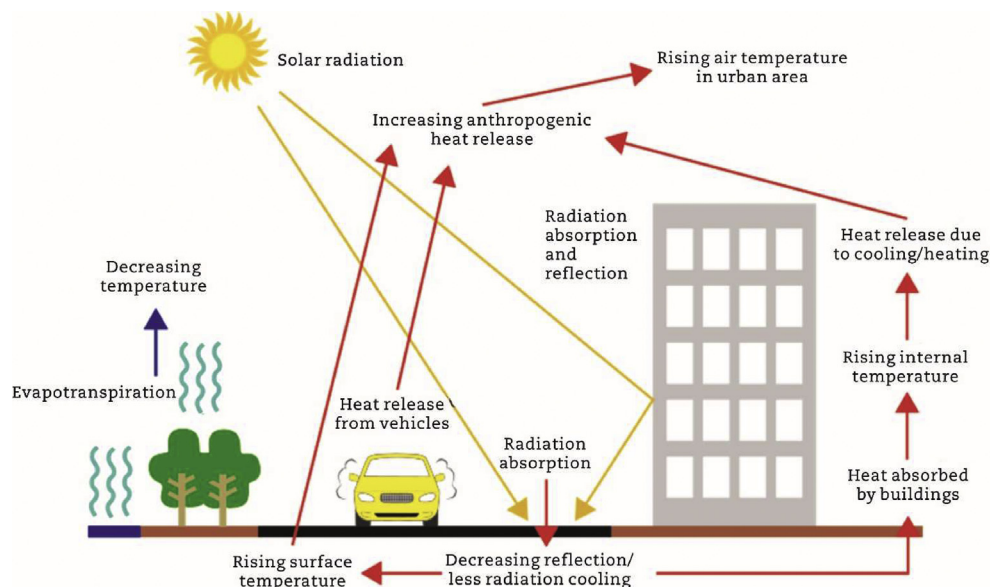 Solar radiation
Rising air temperature
in urban area
Increasing anthropogenic
heat release
Radiation
absorption
and
reflection
Heat release due
to cooling/heating
Decreasing
temperature
Evapotranspiration
Heat release
from vehicles
Rising internal
temperature
Radiation
absorption
Heat absorbed
by buildings
Rising surface
temperature
Decreasing reflection/
less radiation cooling